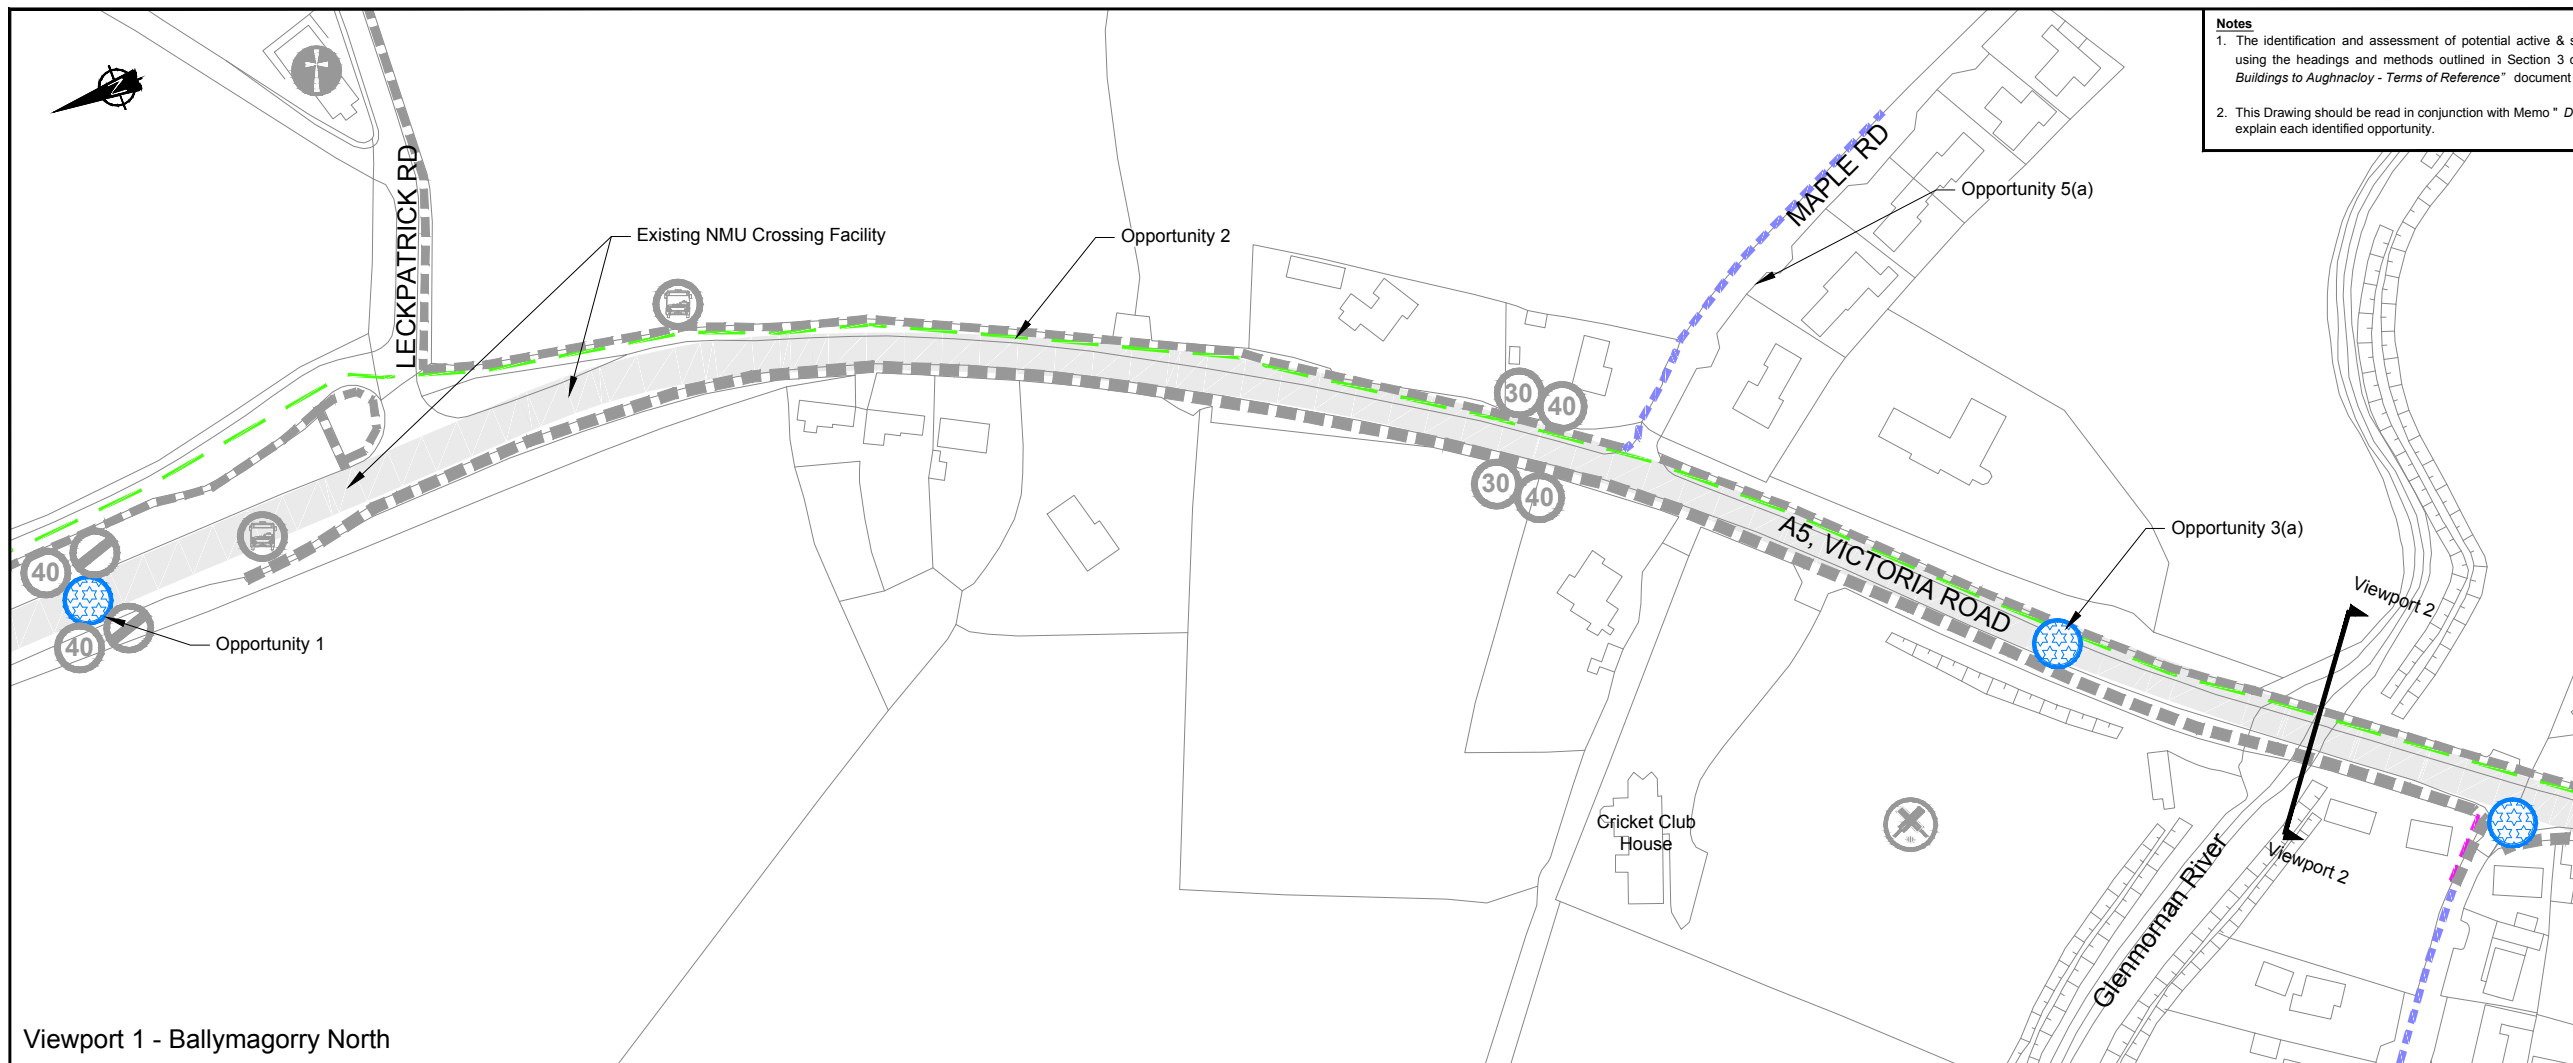 Notes
1. The identification and assessment of potential active &
using the headings and methods outlined in Section 3
Buildings to Aughnacloy - Terms of Reference" document
2. This Drawing should be read in conjunction with Memo "
explain each identified opportunity.
N
LECKPATRICK RD
Existing NMU Crossing Facility
Opportunity 2
MAPLE RD
Opportunity 5(a)
30
40
30
40
A5, VICTORIA ROAD
Opportunity 3(a)
Viewport 2
40
40
Opportunity 1
Cricket Club
House
Viewport 2
Glenmornan River
Viewport 1 - Ballymagorry North